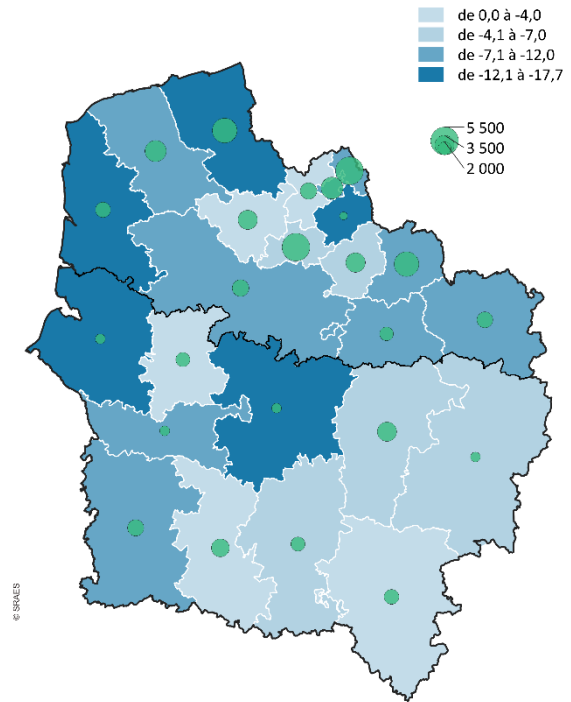 de 0,0 à -4,0
de -4,1 à -7,0
de -7,1 à -12,0
de -12,1 à -17,7
5 500
3 500
2 000
© SRAES